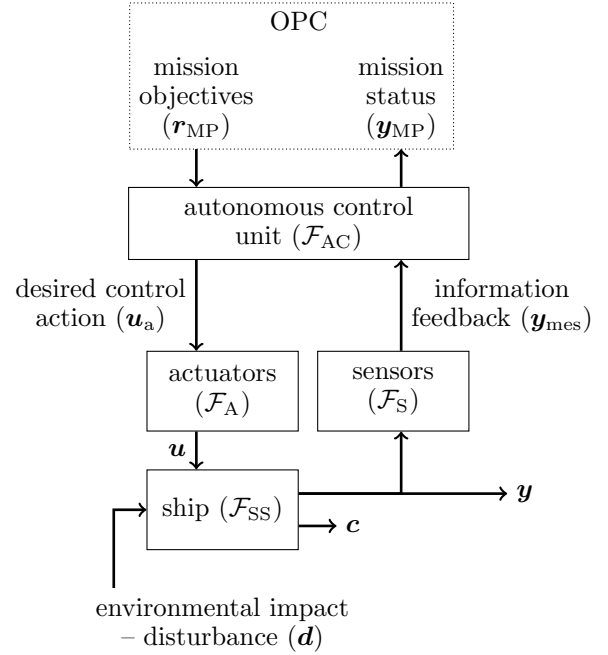 OPC
mission
objectives
(r_MP)
mission
status
(y_MP)
autonomous control
unit (ℱ_AC)
desired control
action (u_a)
information
feedback (y_mes)
actuators
(ℱ_A)
sensors
(ℱ_S)
u
ship (ℱ_SS)
y
c
environmental impact
– disturbance (d)